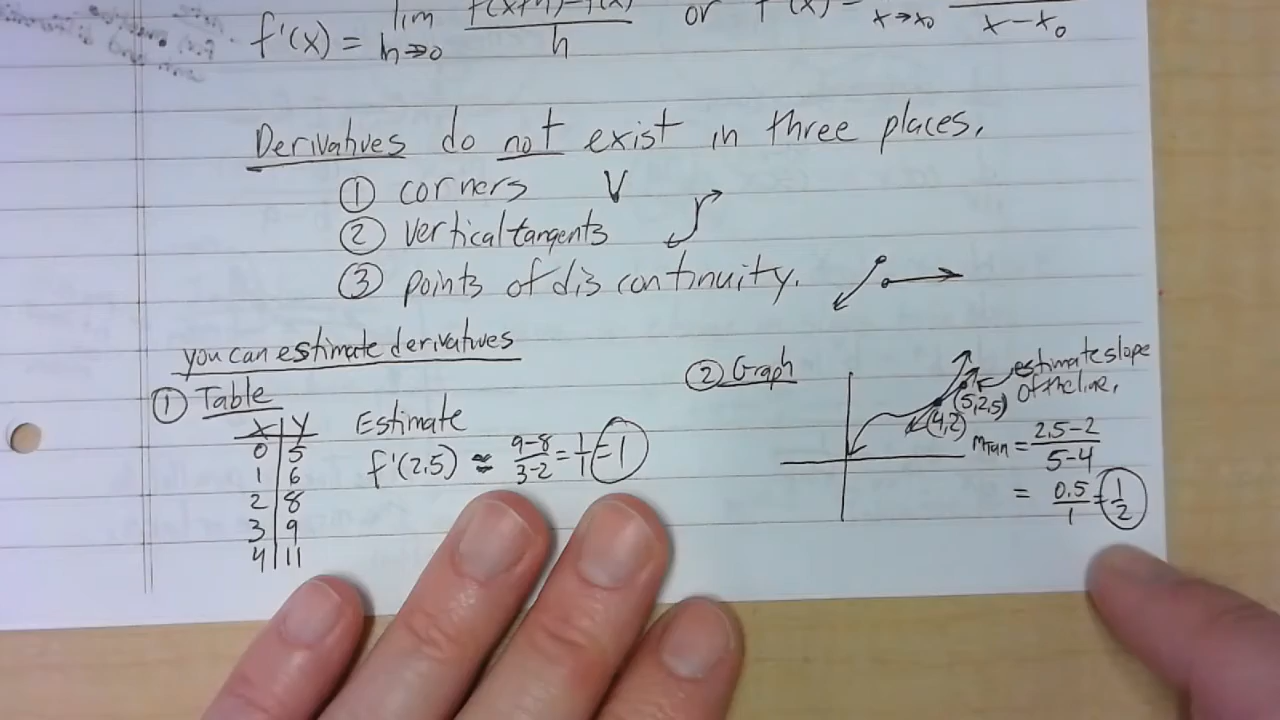 f'(x) = lim h→0 f(x+h)-f(x) / h or f'(x) = x→x₀ x-x₀
Derivatives do not exist in three places.
① corners
② vertical tangents
③ points of discontinuity.
you can estimate derivatives
① Table
x | y
0 | 5
1 | 6
2 | 8
3 | 9
4 | 11
Estimate
f'(2.5) ≈ 9-8 / 3-2 = 1/1 = 1
② Graph
estimate slope
of the line.
(5,2.5)
(4,2)
mTan = 2.5-2 / 5-4
= 0.5/1 = 1/2